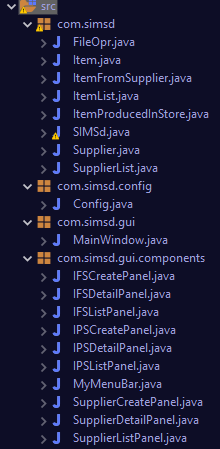 src
com.simsd
FileOpr.java
Item.java
ItemFromSupplier.java
ItemList.java
ItemProducedInStore.java
SIMSd.java
Supplier.java
SupplierList.java
com.simsd.config
Config.java
com.simsd.gui
MainWindow.java
com.simsd.gui.components
IFSCreatePanel.java
IFSDetailPanel.java
IFSListPanel.java
IPSCreatePanel.java
IPSDetailPanel.java
IPSListPanel.java
MyMenuBar.java
SupplierCreatePanel.java
SupplierDetailPanel.java
SupplierListPanel.java